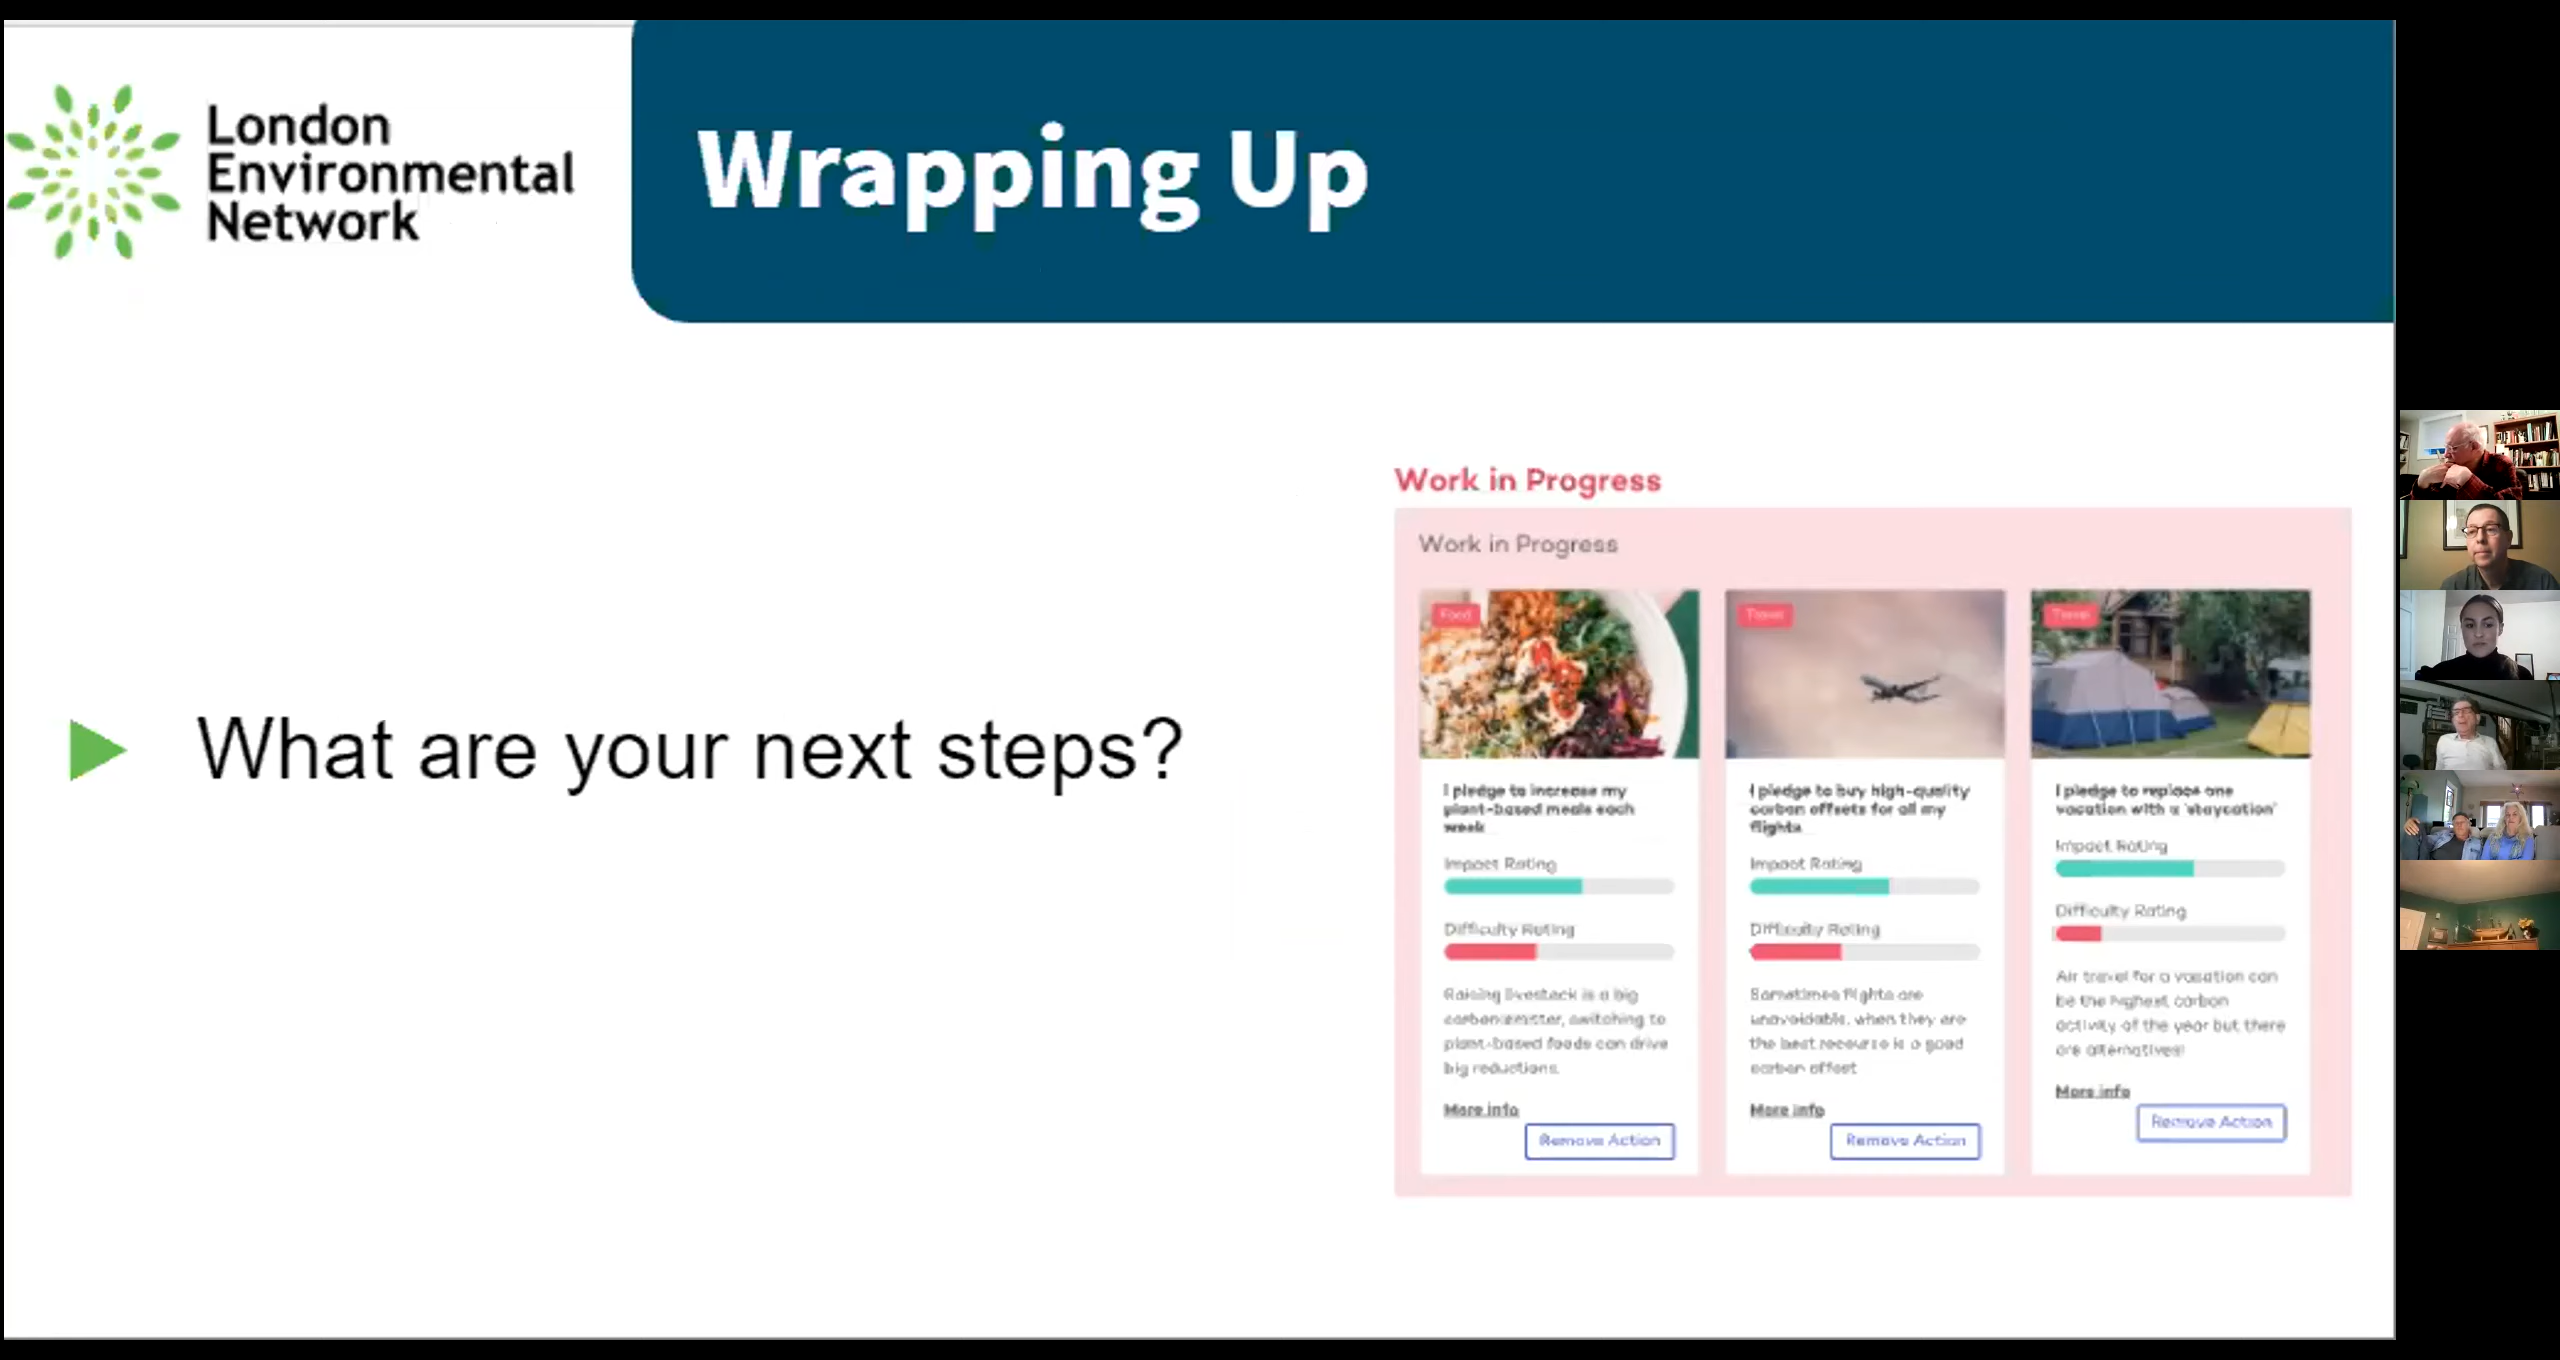 London
Environmental
Network
Wrapping Up
What are your next steps?
Work in Progress
Work in Progress
Food
I pledge to increase my
plant-based meals each
week
Impact Rating
Difficulty Rating
Raising livestock is a big
carbon emitter, switching to
plant-based foods can drive
big reductions.
More info
Remove Action
Travel
I pledge to buy high-quality
carbon offsets for all my
flights
Impact Rating
Difficulty Rating
Sometimes flights are
unavoidable, when they are
the best recourse is a good
carbon offset
More info
Remove Action
Travel
I pledge to replace one
vacation with a 'staycation'
Impact Rating
Difficulty Rating
Air travel for a vacation can
be the highest carbon
activity of the year but there
are alternatives!
More info
Remove Action